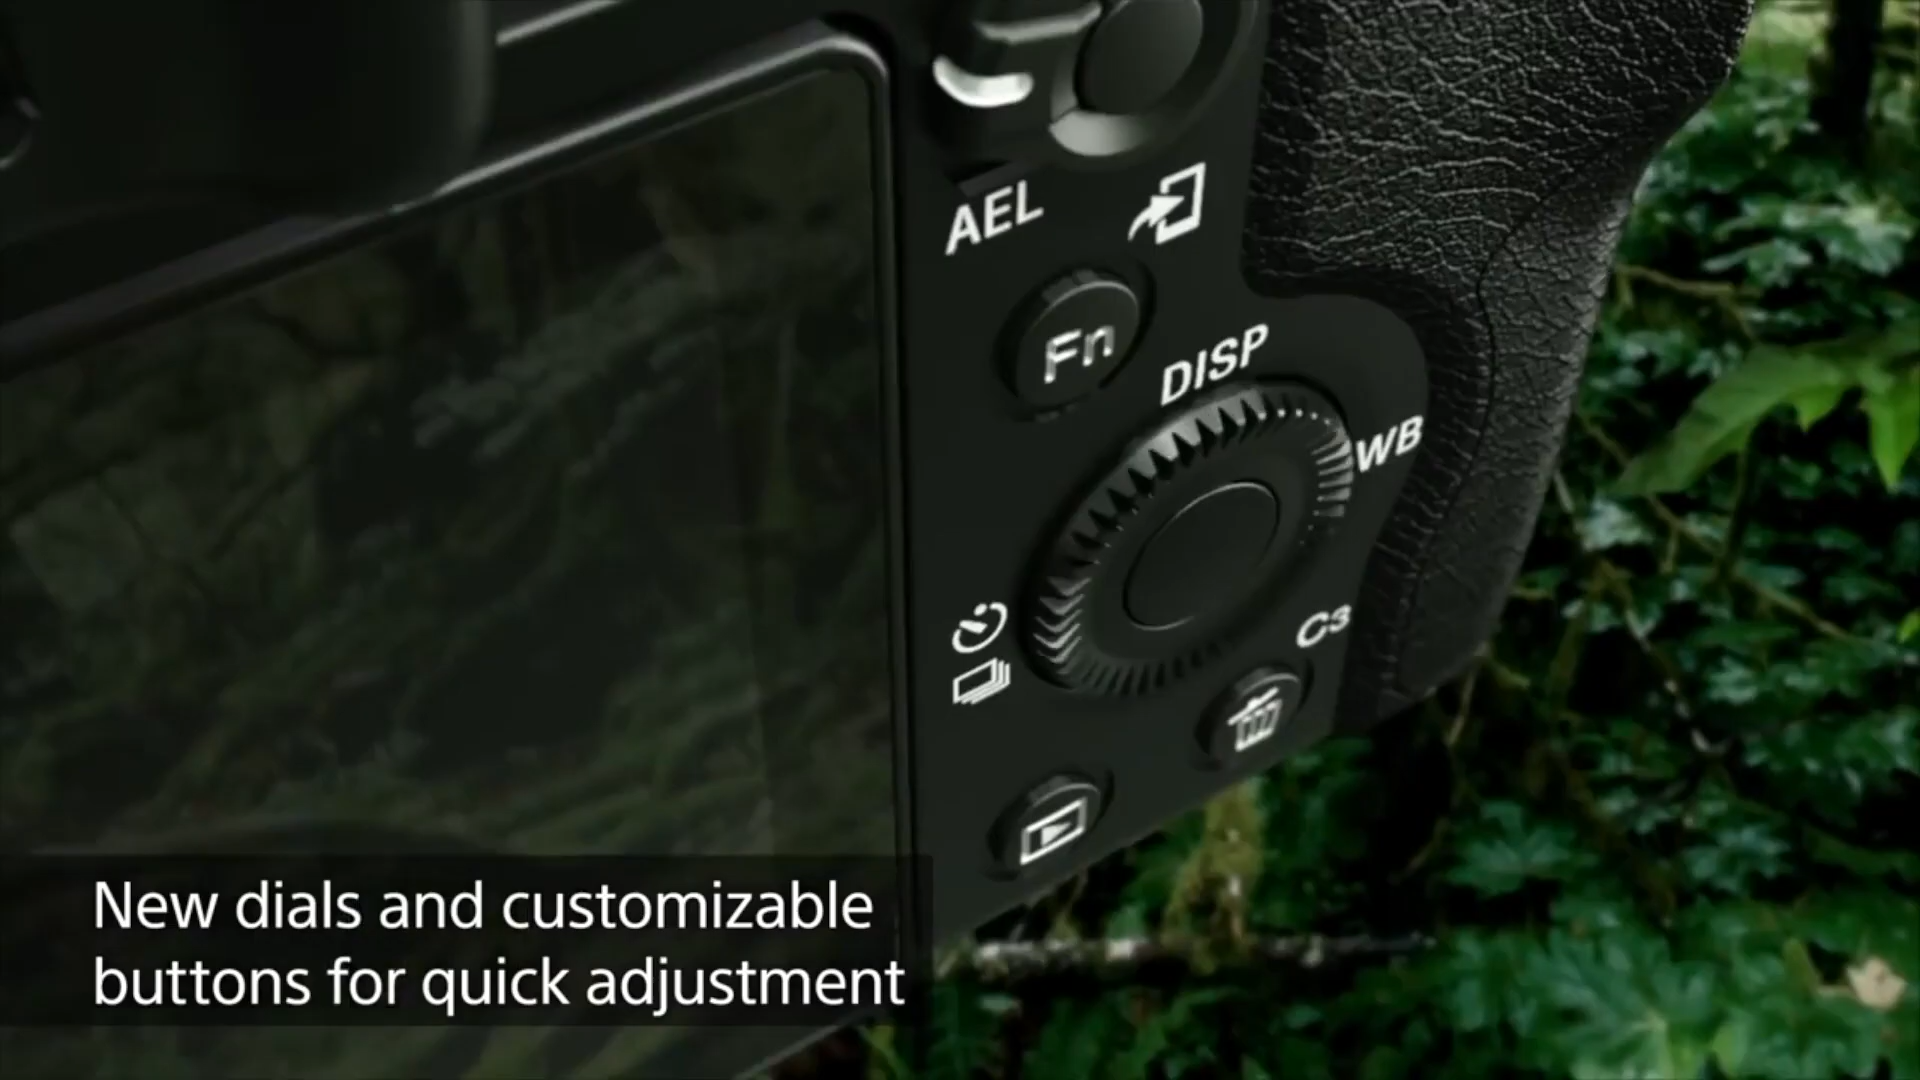 AEL
Fn
DISP
WB
C3
New dials and customizable
buttons for quick adjustment